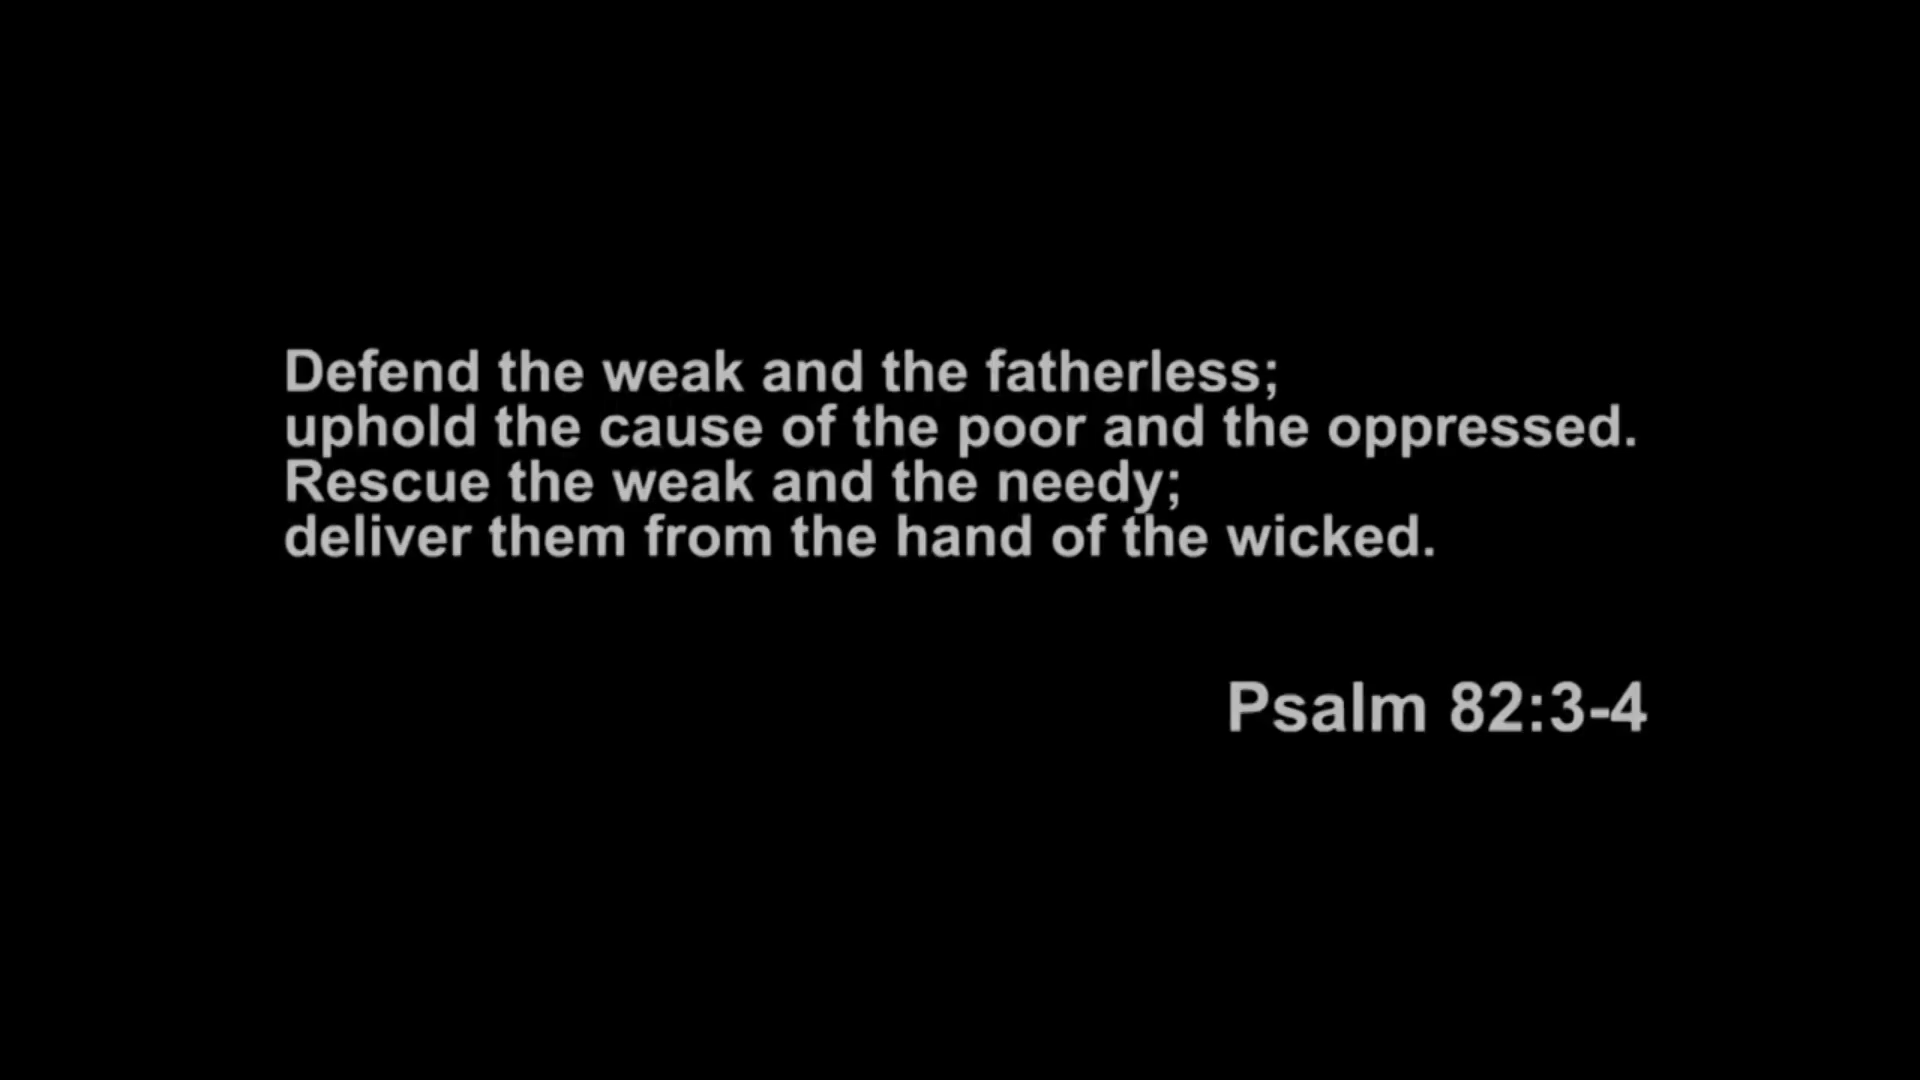 Defend the weak and the fatherless;
uphold the cause of the poor and the oppressed.
Rescue the weak and the needy;
deliver them from the hand of the wicked.
Psalm 82:3-4